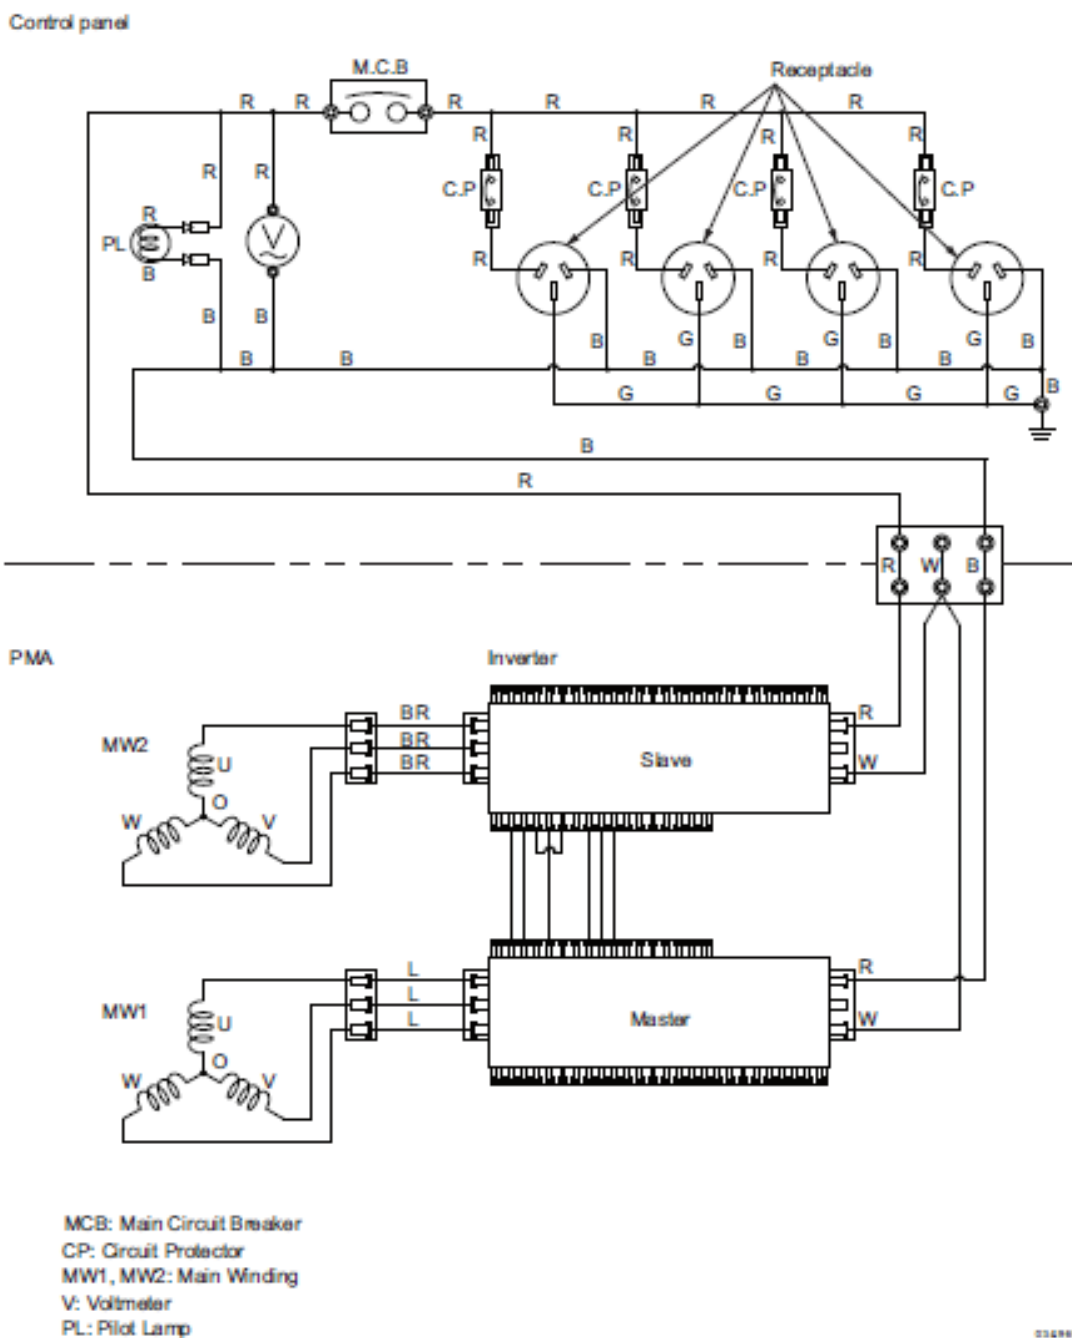 Control panel
M.C.B
Receptacle
R R R R R R
R R R R R R
C.P C.P C.P C.P
R
PL V
B
R R R R
B B
B G B G B G B
B B B B B
G G G G B
B
R
R W B
PMA Inverter
MW2 BR BR BR Slave R W
U O W V
MW1 L L L Master R W
U O W V
MCB: Main Circuit Breaker
CP: Circuit Protector
MW1, MW2: Main Winding
V: Voltmeter
PL: Pilot Lamp